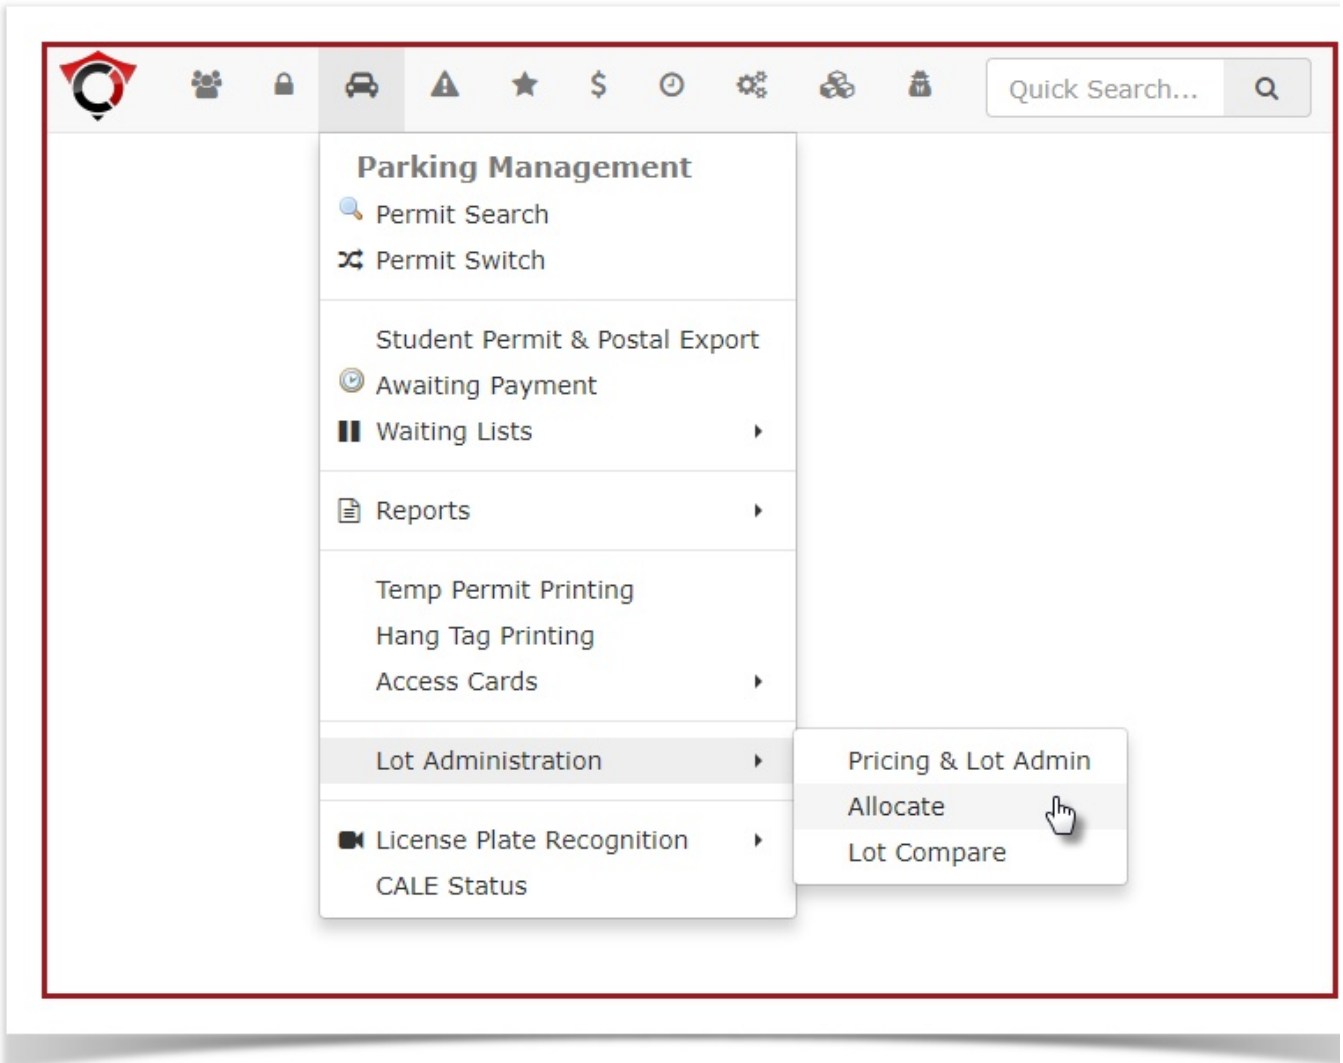 Quick Search...
Parking Management
Permit Search
Permit Switch
Student Permit & Postal Export
Awaiting Payment
Waiting Lists
Reports
Temp Permit Printing
Hang Tag Printing
Access Cards
Lot Administration
Pricing & Lot Admin
Allocate
Lot Compare
License Plate Recognition
CALE Status